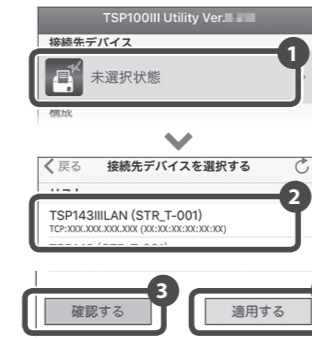 TSP100III Utility Ver.
接続先デバイス
1
未選択状態
構成
戻る 接続先デバイスを選択する
2
TSP143IIILAN (STR_T-001)
TCP:XXX.XXX.XXX.XXX (XX:XX:XX:XX:XX:XX)
3
確認する 適用する